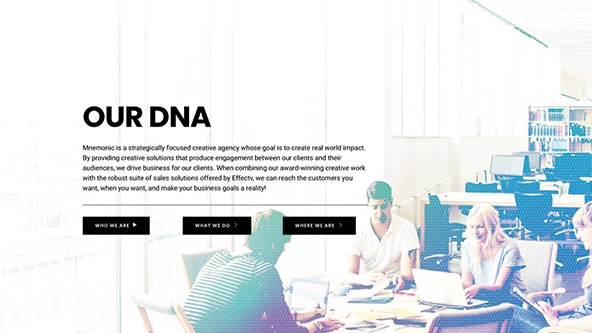 OUR DNA
Mnemonic is a strategically focused creative agency whose goal is to create real world impact.
By providing creative solutions that produce engagement between our clients and their
audiences, we drive business for our clients. When combining our award-winning creative work
with the robust suite of sales solutions offered by Effectv, we can reach the customers you
want, when you want, and make your business goals a reality!
WHO WE ARE
WHAT WE DO
WHERE WE ARE